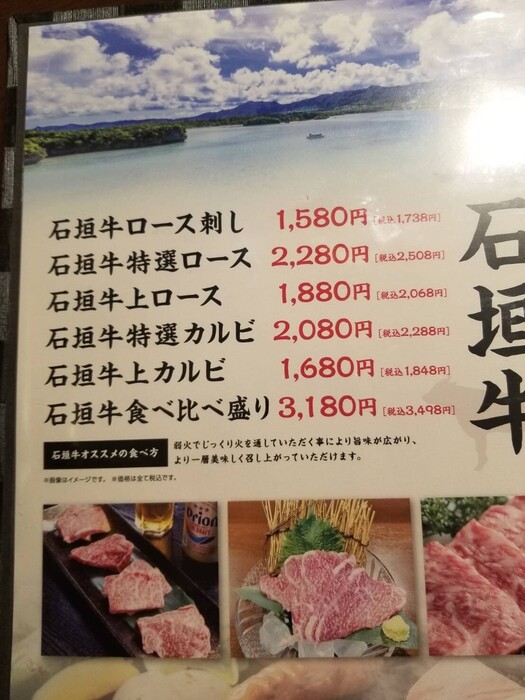 石垣牛ロース刺し 1,580円 [税込1,738円]
石垣牛特選ロース 2,280円 [税込2,508円]
石垣牛上ロース 1,880円 [税込2,068円]
石垣牛特選カルビ 2,080円 [税込2,288円]
石垣牛上カルビ 1,680円 [税込1,848円]
石垣牛食べ比べ盛り 3,180円 [税込3,498円]
石垣牛
石垣牛オススメの食べ方
弱火でじっくり火を通していただく事により旨味が広がり、
より一層美味しく召し上がっていただけます。
※画像はイメージです。 ※価格は全て税込です。
Orion